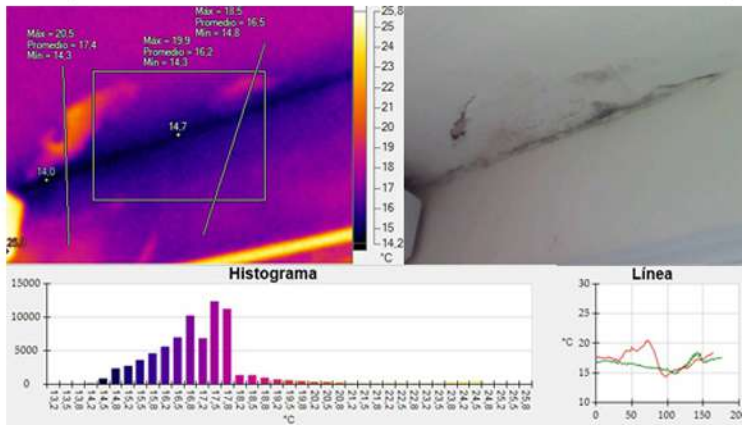 Máx = 18,5
Promedio = 16,5
Mín = 14,8
Máx = 20,5
Promedio = 17,4
Mín = 14,3
Máx = 19,9
Promedio = 16,2
Mín = 14,3
14,7
14,0
25,8
25
24
23
22
21
20
19
18
17
16
15
14,2
°C
Histograma
15000
10000
5000
0
13,2 13,5 13,8 14,2 14,5 14,8 15,2 15,5 15,8 16,2 16,5 16,8 17,2 17,5 17,8 18,2 18,5 18,8 19,2 19,5 19,8 20,2 20,5 20,8 21,2 21,5 21,8 22,2 22,5 22,8 23,2 23,5 23,8 24,2 24,5 24,8 25,2 25,5 25,8
°C
Línea
30
25
20
15
10
°C
0 50 100 150 200